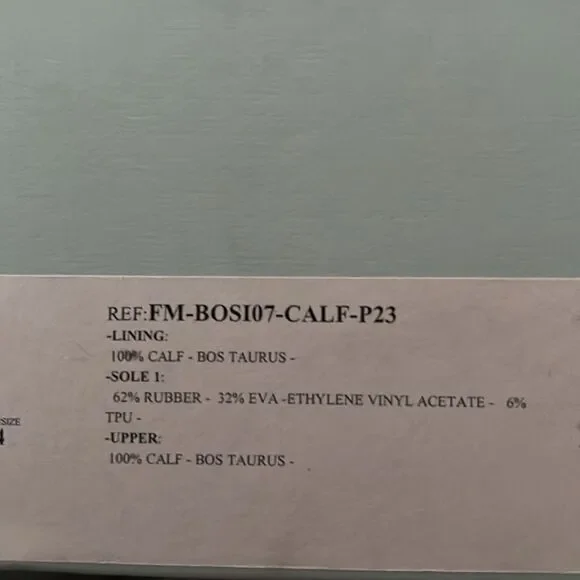 REF:FM-BOSI07-CALF-P23
-LINING:
100% CALF - BOS TAURUS -
-SOLE 1:
62% RUBBER - 32% EVA -ETHYLENE VINYL ACETATE - 6%
SIZE
TPU -
4
-UPPER:
100% CALF - BOS TAURUS -